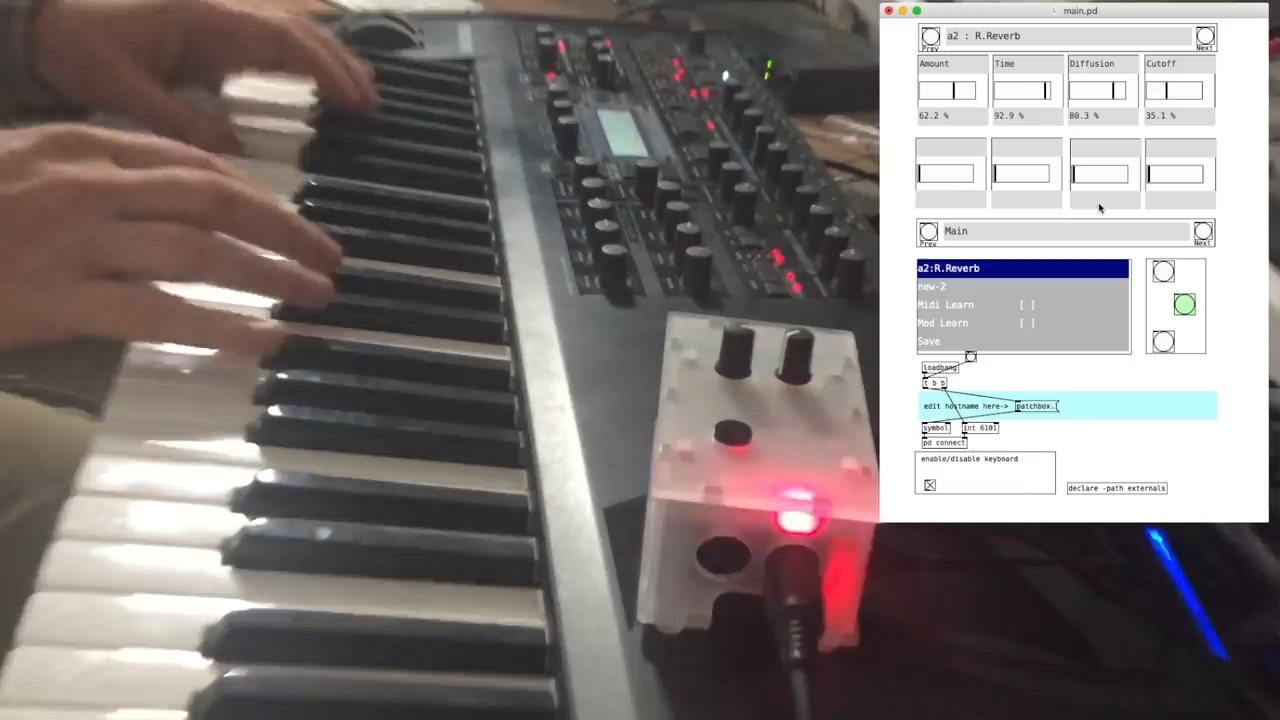 main.pd
Prev
a2 : R.Reverb
Next
Amount
Time
Diffusion
Cutoff
62.2 %
92.9 %
80.3 %
35.1 %
Prev
Main
Next
a2:R.Reverb
new-2
Midi Learn [ ]
Mod Learn [ ]
Save
loadbang
t b b
edit hostname here-> patchbox.
symbol int 6101
pd connect
enable/disable keyboard
declare -path externals